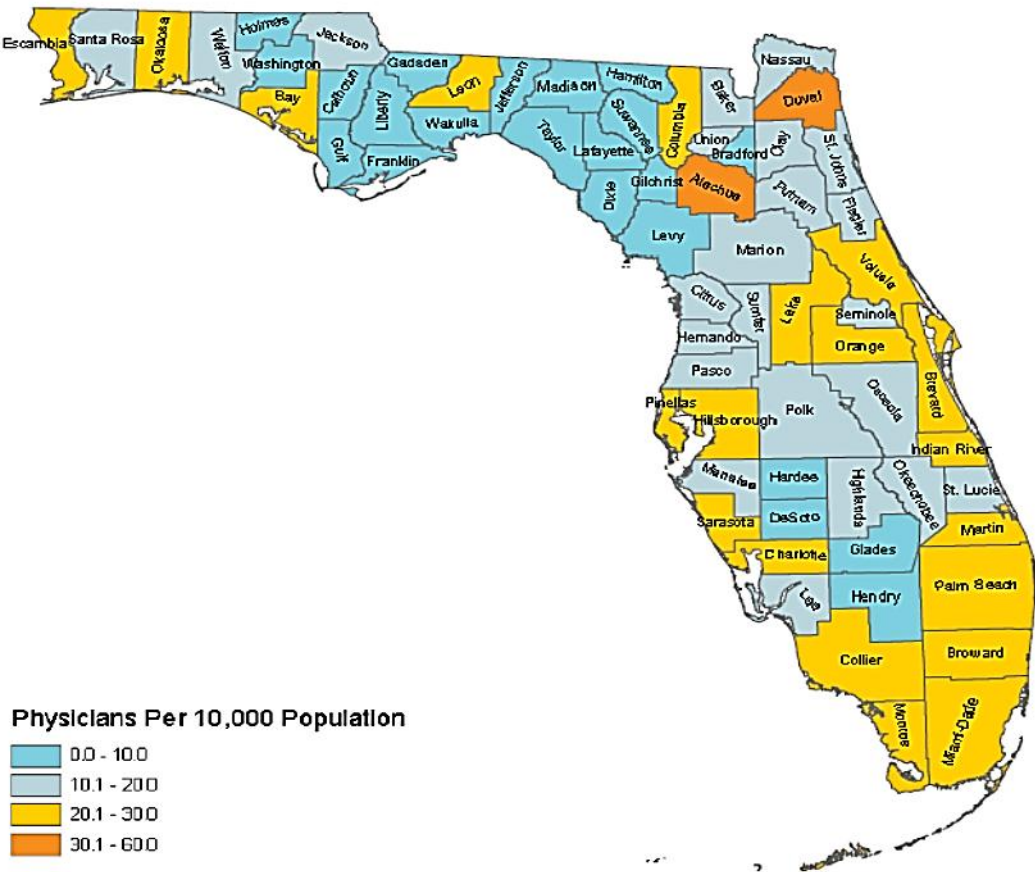 Escambia
Santa Rosa
Okaloosa
Walton
Holmes
Washington
Jackson
Bay
Calhoun
Gulf
Liberty
Gadsden
Franklin
Leon
Wakulla
Jefferson
Madison
Taylor
Hamilton
Suwannee
Lafayette
Dixie
Columbia
Gilchrist
Levy
Baker
Union
Bradford
Alachua
Nassau
Duval
Clay
St. Johns
Putnam
Flagler
Marion
Volusia
Citrus
Sumter
Lake
Seminole
Hernando
Orange
Pasco
Brevard
Pinellas
Hillsborough
Polk
Osceola
Indian River
Manatee
Hardee
Highlands
Okeechobee
St. Lucie
Sarasota
DeSoto
Martin
Charlotte
Glades
Lee
Hendry
Palm Beach
Collier
Broward
Monroe
Miami-Dade
Physicians Per 10,000 Population
0.0 - 10.0
10.1 - 20.0
20.1 - 30.0
30.1 - 60.0